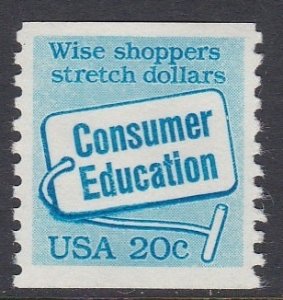 Wise shoppers
stretch dollars
Consumer
Education
USA 20c